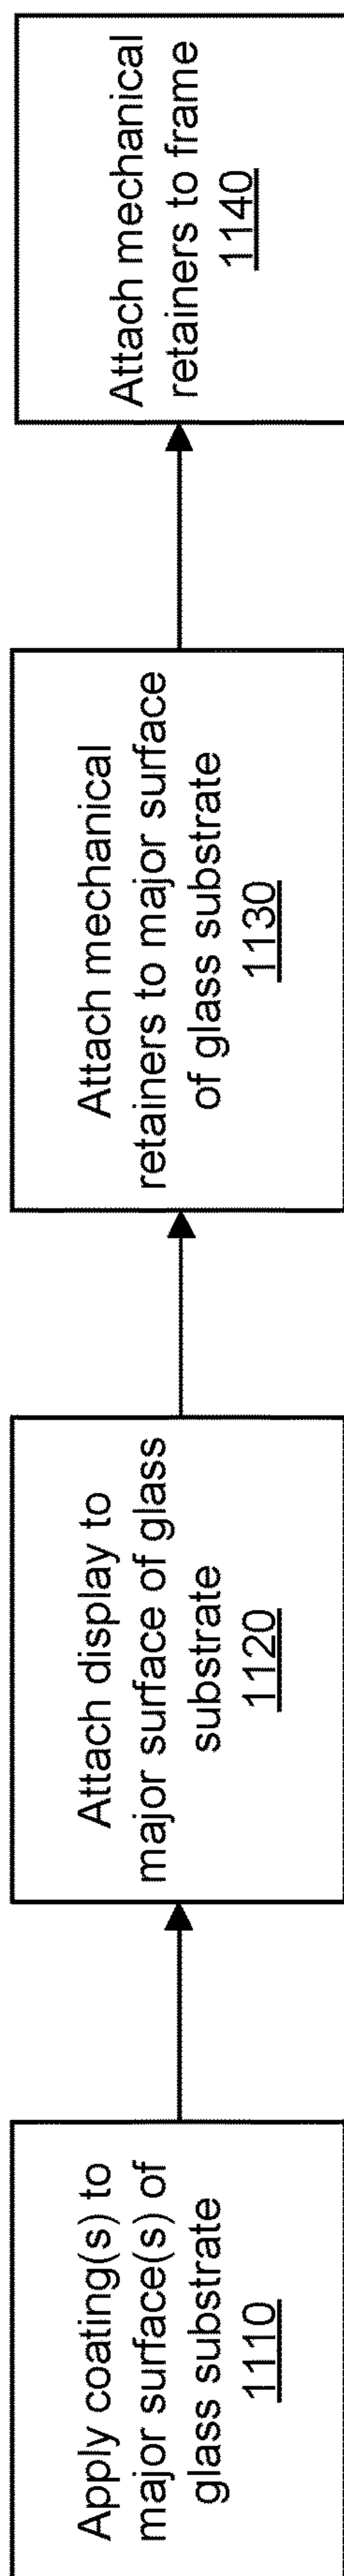 Apply coating(s) to
major surface(s) of
glass substrate
1110
Attach display to
major surface of glass
substrate
1120
Attach mechanical
retainers to major surface
of glass substrate
1130
Attach mechanical
retainers to frame
1140